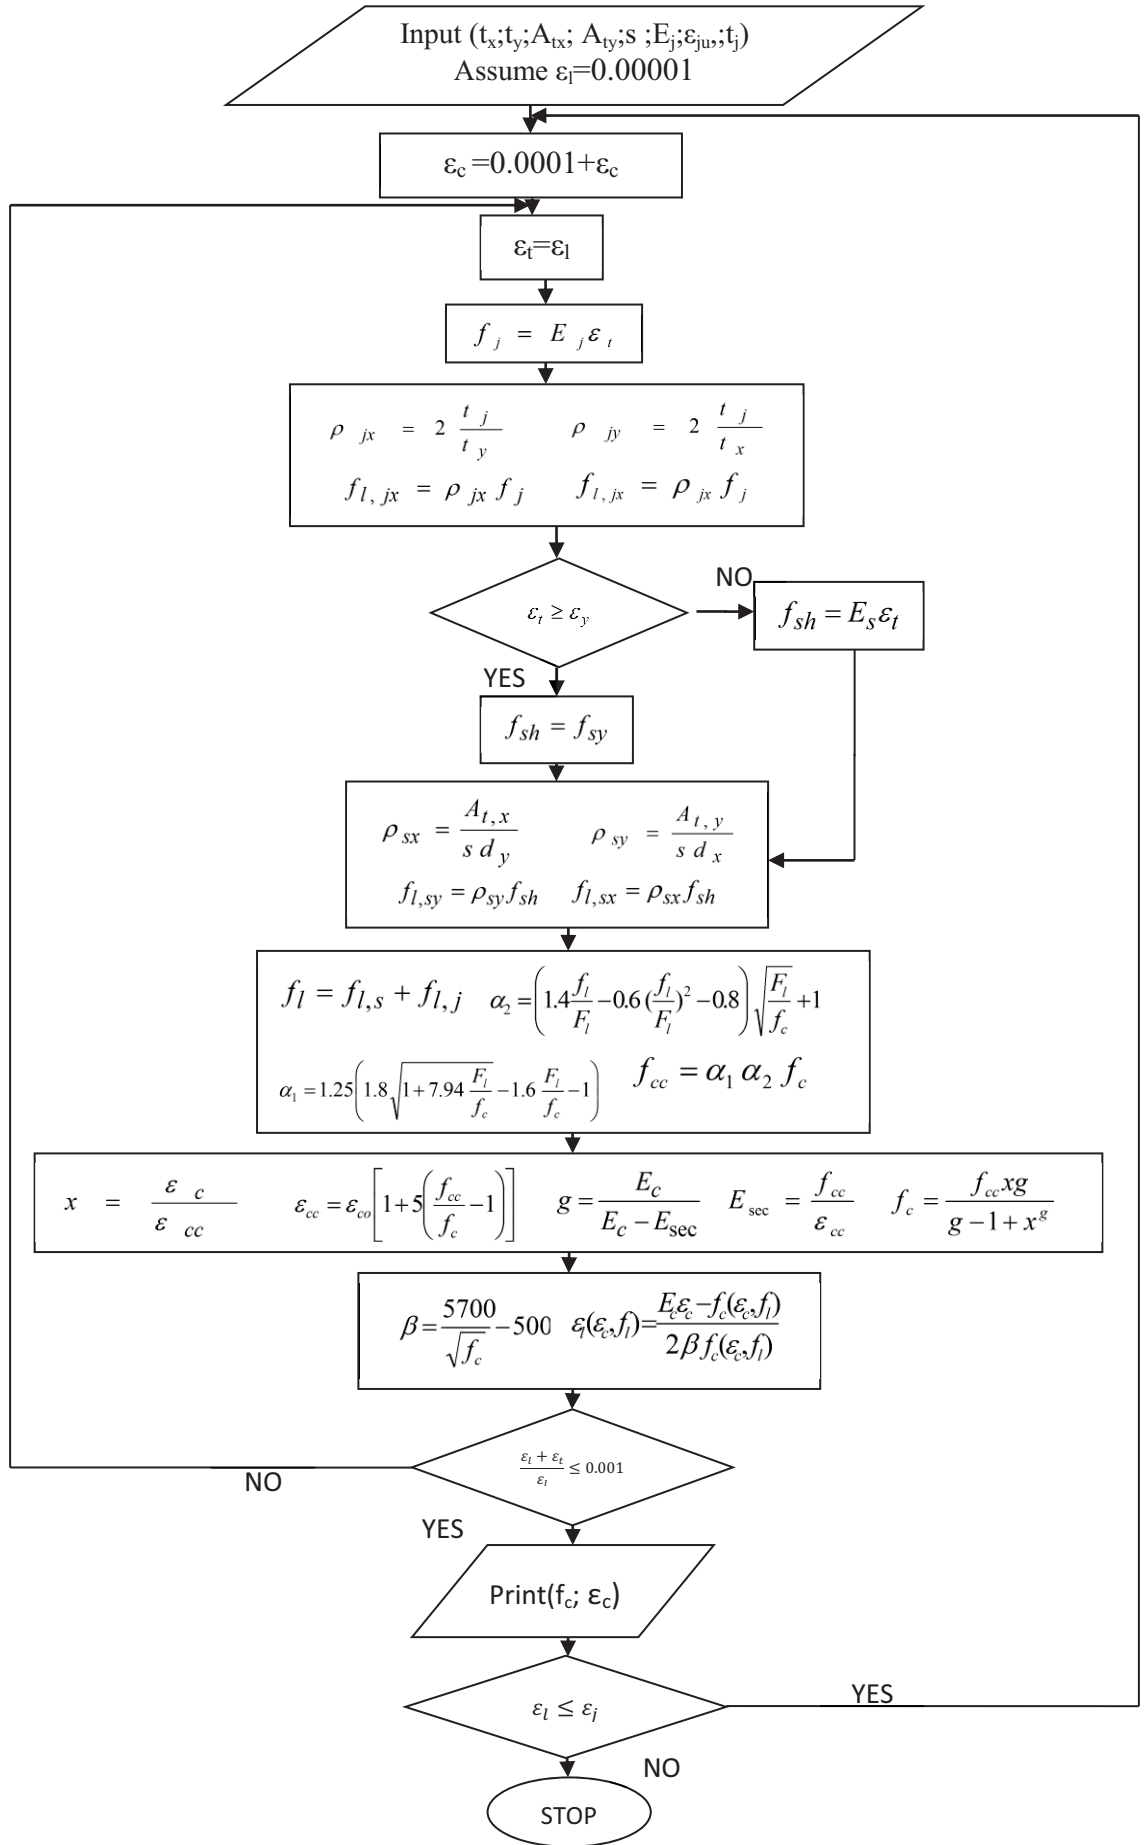 Input (t_x;t_y;A_tx; A_ty;s ;E_j;ε_ju,;t_j)
Assume ε_l=0.00001
ε_c=0.0001+ε_c
ε_t=ε_l
f_j = E_j ε_t
ρ_jx = 2 t_j/t_y    ρ_jy = 2 t_j/t_x
f_l,jx = ρ_jx f_j    f_l,jx = ρ_jx f_j
ε_t ≥ ε_y
NO
f_sh = E_s ε_t
YES
f_sh = f_sy
ρ_sx = A_t,x/(s d_y)    ρ_sy = A_t,y/(s d_x)
f_l,sy = ρ_sy f_sh    f_l,sx = ρ_sx f_sh
f_l = f_l,s + f_l,j    α_2 = (1.4 f_l/F_l − 0.6 (f_l/F_l)^2 − 0.8) √(F_l/f_c) + 1
α_1 = 1.25(1.8 √(1 + 7.94 F_l/f_c) − 1.6 F_l/f_c − 1)    f_cc = α_1 α_2 f_c
x = ε_c/ε_cc    ε_cc = ε_co[1 + 5(f_cc/f_c − 1)]    g = E_c/(E_c − E_sec)    E_sec = f_cc/ε_cc    f_c = f_cc x g/(g − 1 + x^g)
β = 5700/√f_c − 500    ε_l(ε_c, f_l) = (E_c ε_c − f_c(ε_c, f_l))/(2β f_c(ε_c, f_l))
(ε_l + ε_t)/ε_l ≤ 0.001
NO
YES
Print(f_c; ε_c)
ε_l ≤ ε_j
YES
NO
STOP